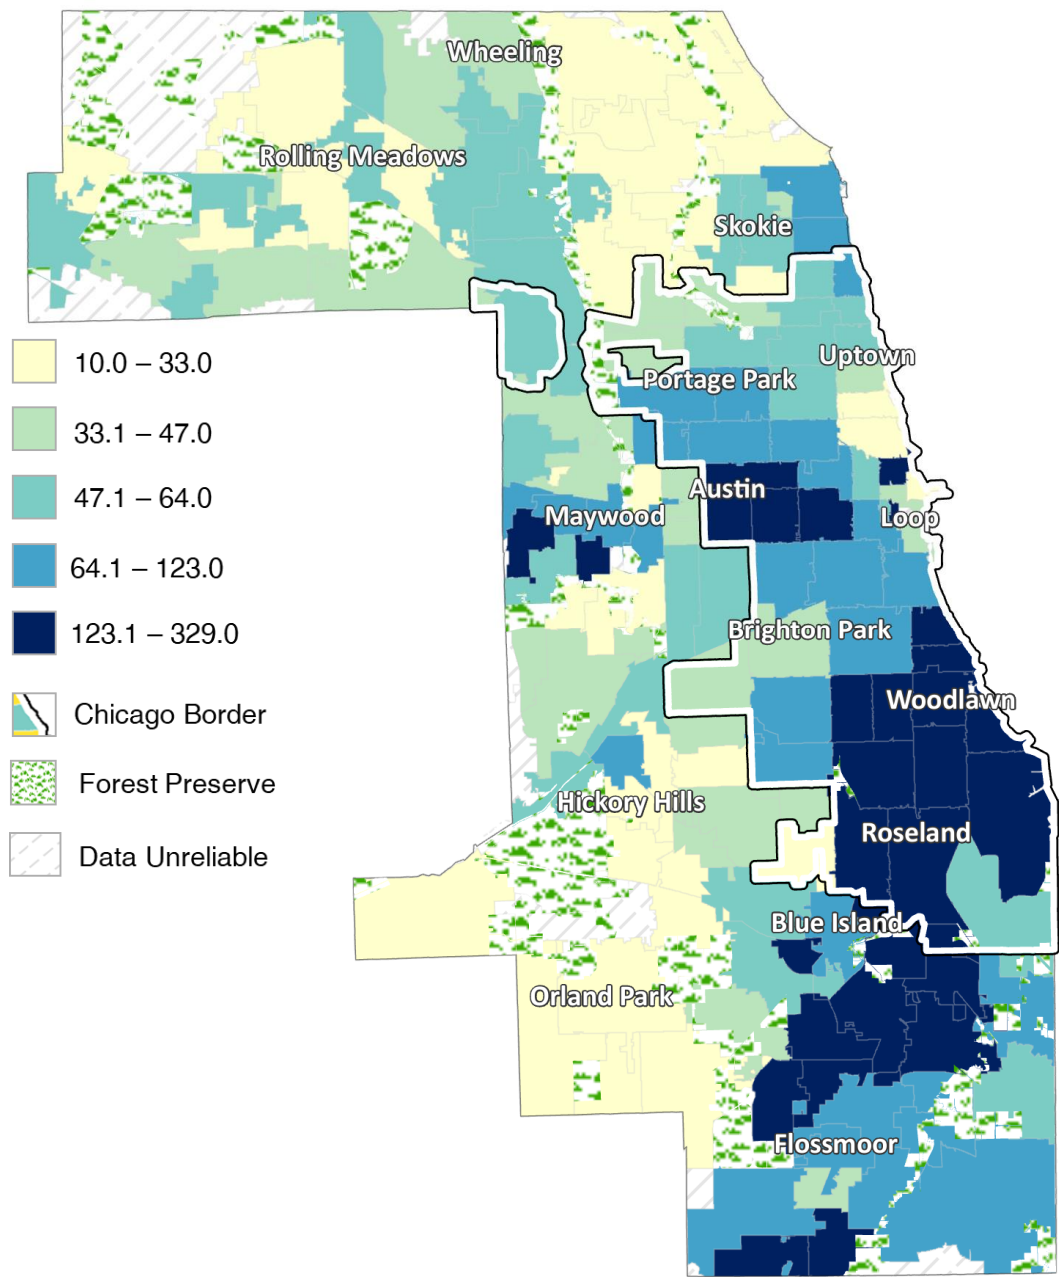 Wheeling
Rolling Meadows
Skokie
Uptown
10.0 – 33.0
Portage Park
33.1 – 47.0
Austin
47.1 – 64.0
Maywood
Loop
64.1 – 123.0
123.1 – 329.0
Brighton Park
Woodlawn
Chicago Border
Forest Preserve
Hickory Hills
Roseland
Data Unreliable
Blue Island
Orland Park
Flossmoor